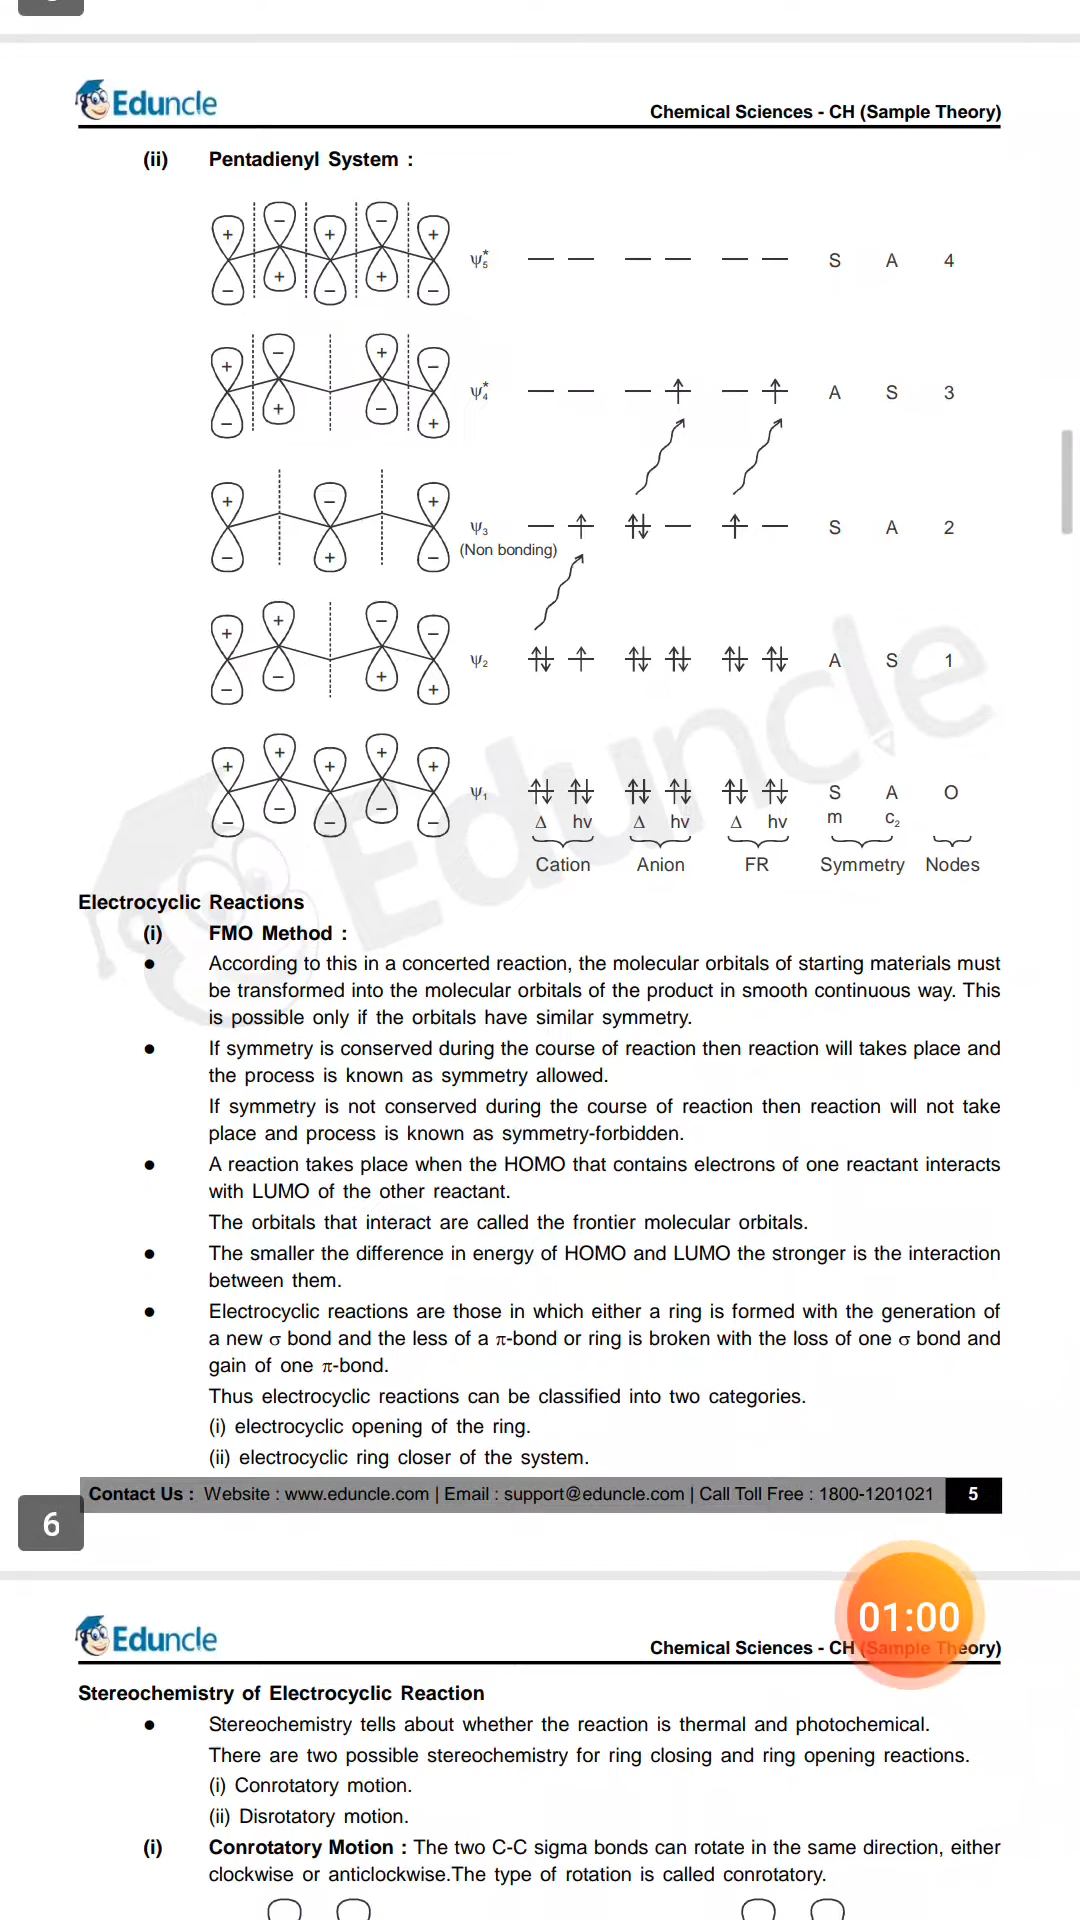 Eduncle
Chemical Sciences - CH (Sample Theory)
(ii) Pentadienyl System :
+ − + − +
− + − + −
ψ5* S A 4
+ − + −
− + − +
ψ4* A S 3
+ − +
− + −
ψ3 S A 2
(Non bonding)
+ + − −
− − + +
ψ2 A S 1
+ + + + +
− − − − −
ψ1 S A O
Δ hν Δ hν Δ hν m c2
Cation Anion FR Symmetry Nodes
Eduncle
Electrocyclic Reactions
(i) FMO Method :
● According to this in a concerted reaction, the molecular orbitals of starting materials must
be transformed into the molecular orbitals of the product in smooth continuous way. This
is possible only if the orbitals have similar symmetry.
● If symmetry is conserved during the course of reaction then reaction will takes place and
the process is known as symmetry allowed.
If symmetry is not conserved during the course of reaction then reaction will not take
place and process is known as symmetry-forbidden.
● A reaction takes place when the HOMO that contains electrons of one reactant interacts
with LUMO of the other reactant.
The orbitals that interact are called the frontier molecular orbitals.
● The smaller the difference in energy of HOMO and LUMO the stronger is the interaction
between them.
● Electrocyclic reactions are those in which either a ring is formed with the generation of
a new σ bond and the less of a π-bond or ring is broken with the loss of one σ bond and
gain of one π-bond.
Thus electrocyclic reactions can be classified into two categories.
(i) electrocyclic opening of the ring.
(ii) electrocyclic ring closer of the system.
Contact Us : Website : www.eduncle.com | Email : support@eduncle.com | Call Toll Free : 1800-1201021 5
6
01:00
Eduncle
Chemical Sciences - CH (Sample Theory)
Stereochemistry of Electrocyclic Reaction
● Stereochemistry tells about whether the reaction is thermal and photochemical.
There are two possible stereochemistry for ring closing and ring opening reactions.
(i) Conrotatory motion.
(ii) Disrotatory motion.
(i) Conrotatory Motion : The two C-C sigma bonds can rotate in the same direction, either
clockwise or anticlockwise.The type of rotation is called conrotatory.